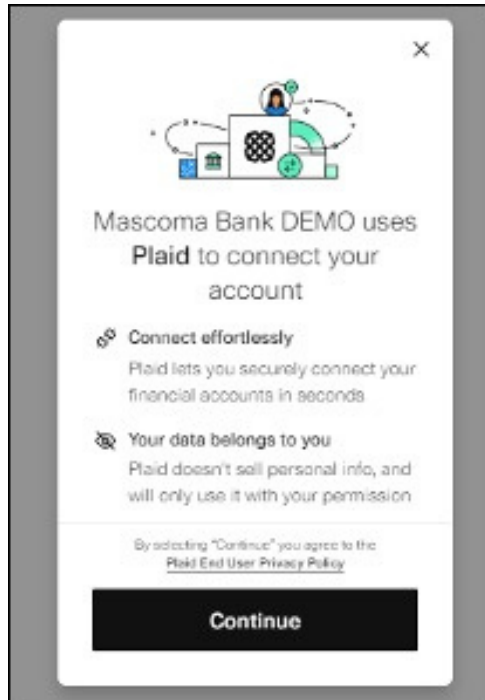 Mascoma Bank DEMO uses
Plaid to connect your
account
Connect effortlessly
Plaid lets you securely connect your
financial accounts in seconds
Your data belongs to you
Plaid doesn't sell personal info, and
will only use it with your permission
By selecting "Continue" you agree to the
Plaid End User Privacy Policy
Continue